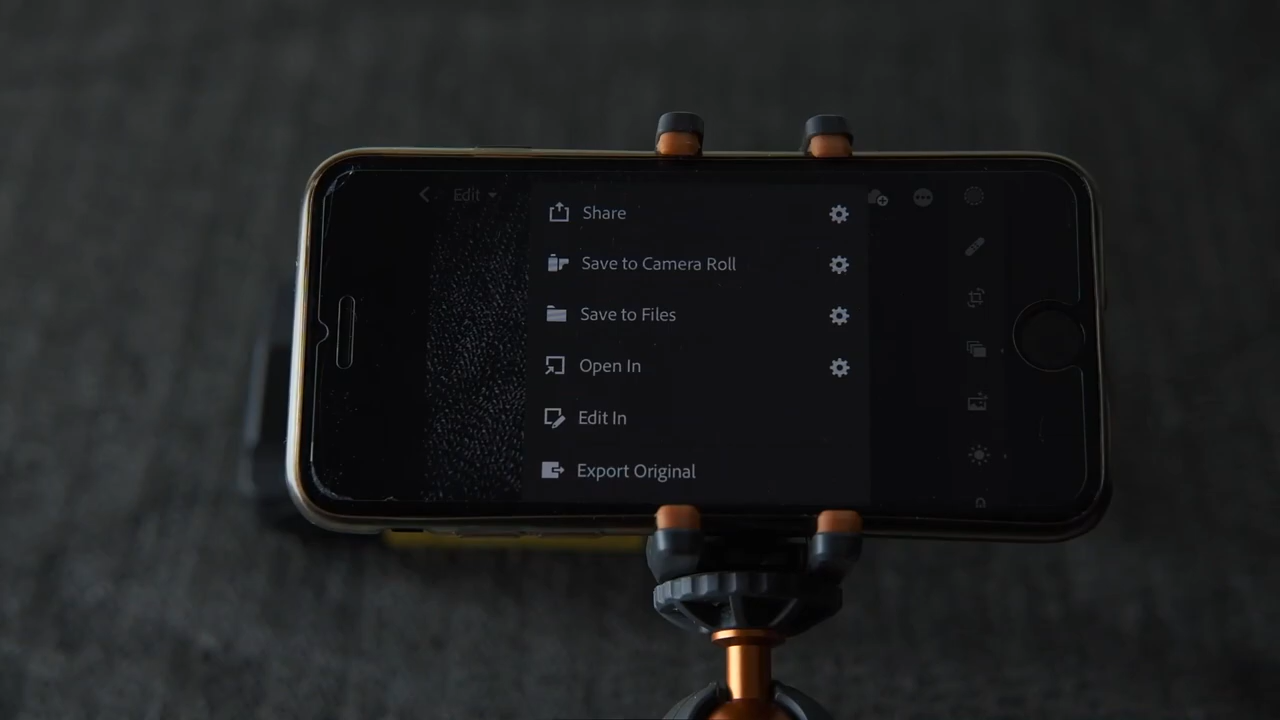 Edit
Share
Save to Camera Roll
Save to Files
Open In
Edit In
Export Original